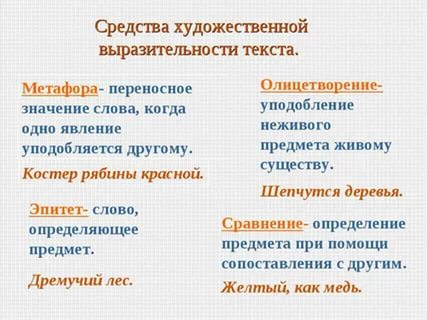 Средства художественной
выразительности текста.
Метафора- переносное
значение слова, когда
одно явление
уподобляется другому.
Костер рябины красной.
Олицетворение-
уподобление
неживого
предмета живому
существу.
Шепчутся деревья.
Эпитет- слово,
определяющее
предмет.
Дремучий лес.
Сравнение- определение
предмета при помощи
сопоставления с другим.
Желтый, как медь.